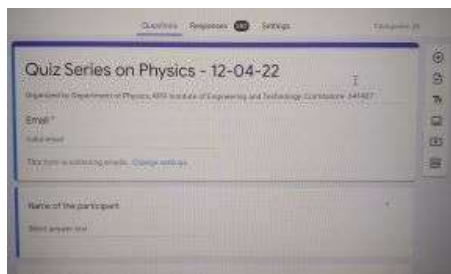 Questions Responses Settings
Quiz Series on Physics - 12-04-22
Organized by Department of Physics, Institute of Engineering and Technology Coimbatore 641407
Email *
Valid email
This form is collecting emails. Change settings
Name of the participant
Short answer text